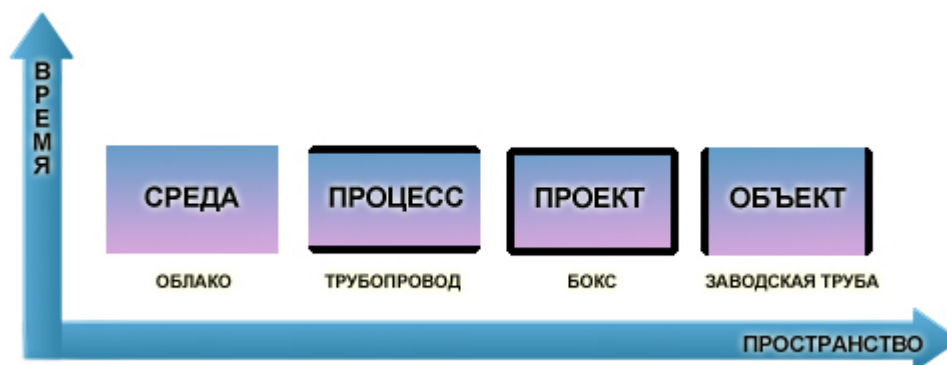 ВРЕМЯ
СРЕДА
ПРОЦЕСС
ПРОЕКТ
ОБЪЕКТ
ОБЛАКО
ТРУБОПРОВОД
БОКС
ЗАВОДСКАЯ ТРУБА
ПРОСТРАНСТВО